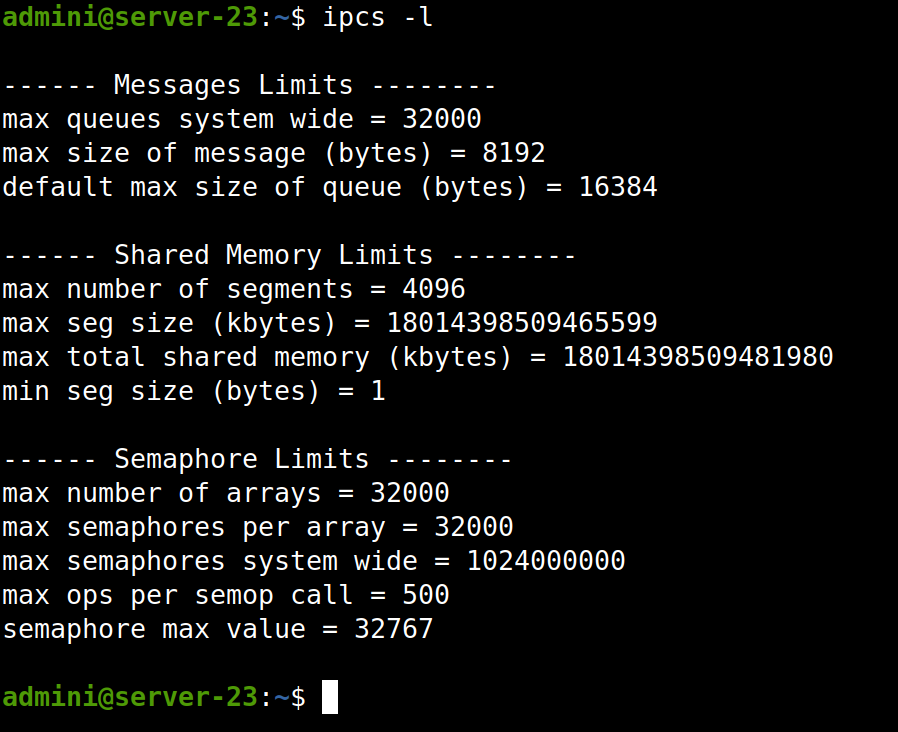 admini@server-23:~$ ipcs -l
------ Messages Limits --------
max queues system wide = 32000
max size of message (bytes) = 8192
default max size of queue (bytes) = 16384
------ Shared Memory Limits --------
max number of segments = 4096
max seg size (kbytes) = 18014398509465599
max total shared memory (kbytes) = 18014398509481980
min seg size (bytes) = 1
------ Semaphore Limits --------
max number of arrays = 32000
max semaphores per array = 32000
max semaphores system wide = 1024000000
max ops per semop call = 500
semaphore max value = 32767
admini@server-23:~$